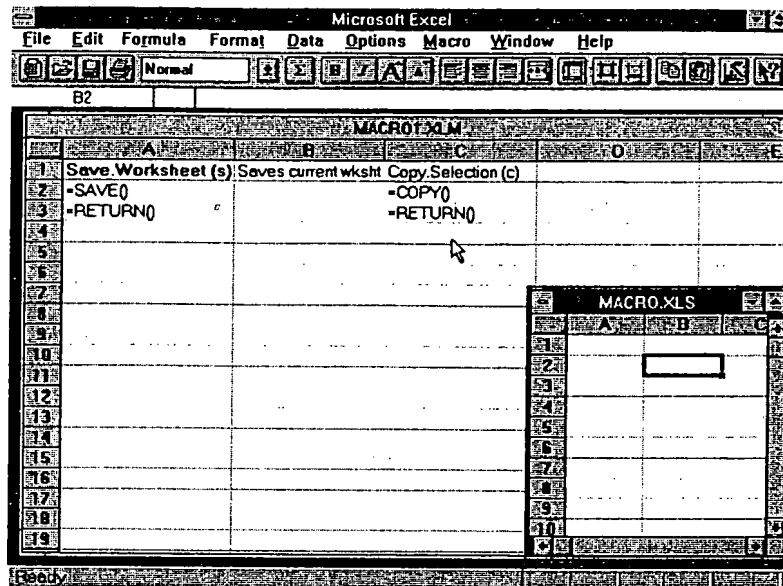 Microsoft Excel
File Edit Formula Format Data Options Macro Window Help
Normal
B2
MACRO1.XLM
A B C D E
1 Save.Worksheet (s) Saves current wksht Copy.Selection (c)
2 =SAVE() =COPY()
3 =RETURN() =RETURN()
4
5
6
7
8
9
10
11
12
13
14
15
16
17
18
19
MACRO.XLS
A B C
1
2
3
4
5
6
7
8
9
10
Ready